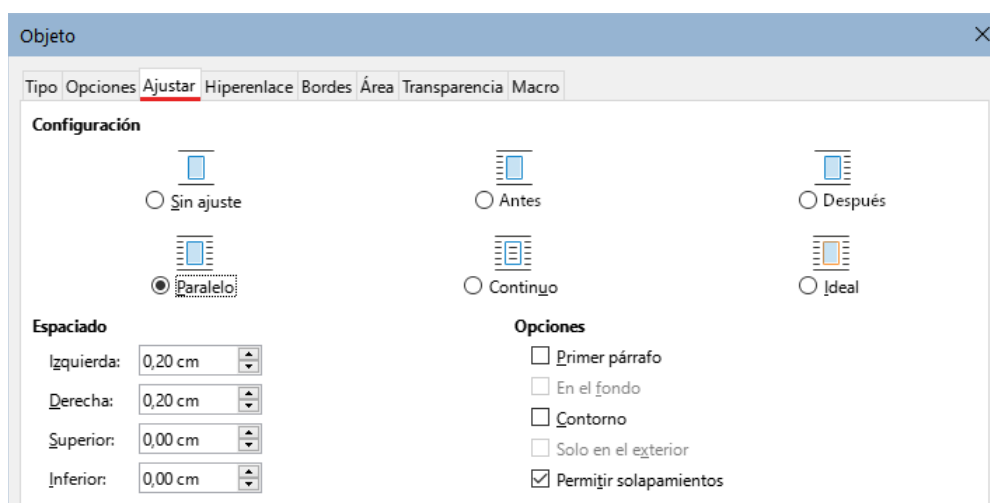 Objeto
Tipo Opciones Ajustar Hiperenlace Bordes Área Transparencia Macro
Configuración
Sin ajuste Antes Después
Paralelo Continuo Ideal
Espaciado Opciones
Izquierda: 0,20 cm Primer párrafo
En el fondo
Derecha: 0,20 cm Contorno
Superior: 0,00 cm Solo en el exterior
Inferior: 0,00 cm Permitir solapamientos